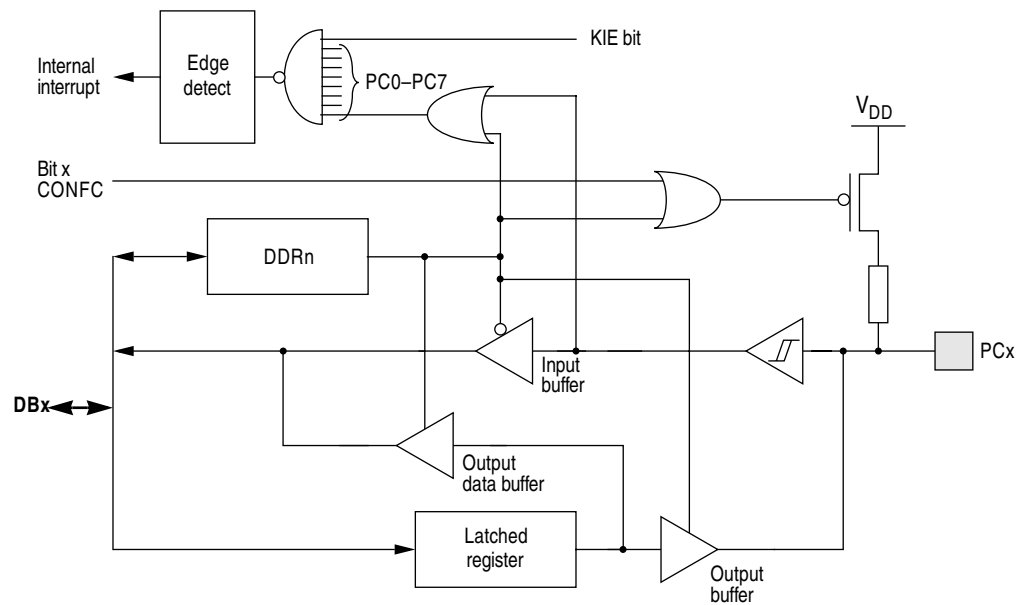 KIE bit
Internal
interrupt
Edge
detect
PC0–PC7
VDD
Bit x
CONFC
DDRn
Input
buffer
PCx
DBx
Output
data buffer
Latched
register
Output
buffer